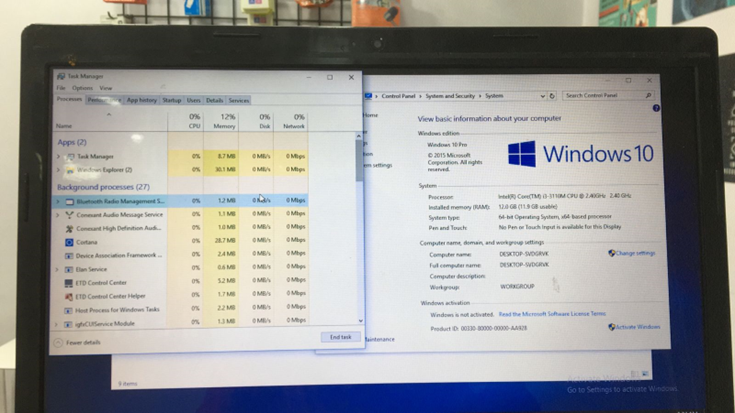 Task Manager
File Options View
Processes Performance App history Startup Users Details Services
0% 12% 0% 0%
Name CPU Memory Disk Network
Apps (2)
Task Manager 0% 8.7 MB 0 MB/s 0 Mbps
Windows Explorer (2) 0% 30.1 MB 0 MB/s 0 Mbps
Background processes (27)
Bluetooth Radio Management S... 0% 1.2 MB 0 MB/s 0 Mbps
Conexant Audio Message Service 0% 1.1 MB 0 MB/s 0 Mbps
Conexant High Definition Audi... 0% 1.0 MB 0 MB/s 0 Mbps
Cortana 0% 28.7 MB 0 MB/s 0 Mbps
Device Association Framework ... 0% 2.4 MB 0 MB/s 0 Mbps
Elan Service 0% 0.6 MB 0 MB/s 0 Mbps
ETD Control Center 0% 5.2 MB 0 MB/s 0 Mbps
ETD Control Center Helper 0% 1.7 MB 0 MB/s 0 Mbps
Host Process for Windows Tasks 0% 2.2 MB 0 MB/s 0 Mbps
igfxCUIService Module 0% 1.3 MB 0 MB/s 0 Mbps
Fewer details
End task
Control Panel > System and Security > System
Search Control Panel
Home
View basic information about your computer
Windows edition
Windows 10 Pro
© 2015 Microsoft
Corporation. All rights
reserved.
Windows 10
System
Processor: Intel(R) Core(TM) i3-3110M CPU @ 2.40GHz 2.40 GHz
Installed memory (RAM): 12.0 GB (11.9 GB usable)
System type: 64-bit Operating System, x64-based processor
Pen and Touch: No Pen or Touch Input is available for this Display
Computer name, domain, and workgroup settings
Computer name: DESKTOP-SVDGRVK
Change settings
Full computer name: DESKTOP-SVDGRVK
Computer description:
Workgroup: WORKGROUP
Windows activation
Windows is not activated. Read the Microsoft Software License Terms
Product ID: 00330-80000-00000-AA928
Activate Windows
Maintenance
9 items
Activate Windows
Go to Settings to activate Windows.